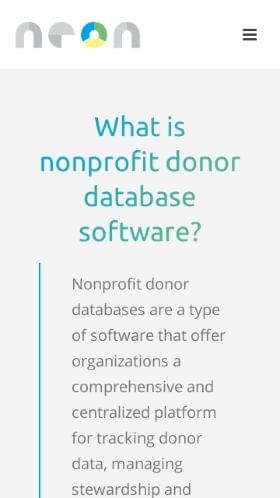 neon
What is
nonprofit donor
database
software?
Nonprofit donor
databases are a type
of software that offer
organizations a
comprehensive and
centralized platform
for tracking donor
data, managing
stewardship and